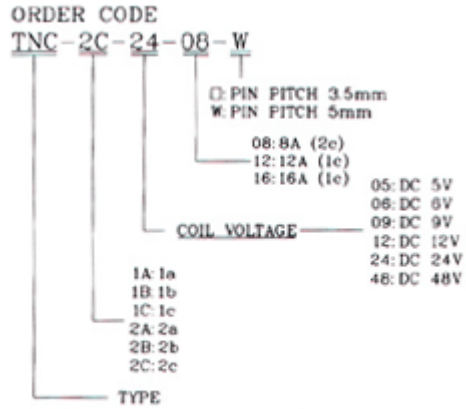 ORDER CODE
TNC-2C-24-08-W
□: PIN PITCH 3.5mm
W: PIN PITCH 5mm
08: 8A (2c)
12: 12A (1c)
16: 16A (1c)
COIL VOLTAGE
05: DC 5V
06: DC 6V
09: DC 9V
12: DC 12V
24: DC 24V
48: DC 48V
1A: 1a
1B: 1b
1C: 1c
2A: 2a
2B: 2b
2C: 2c
TYPE